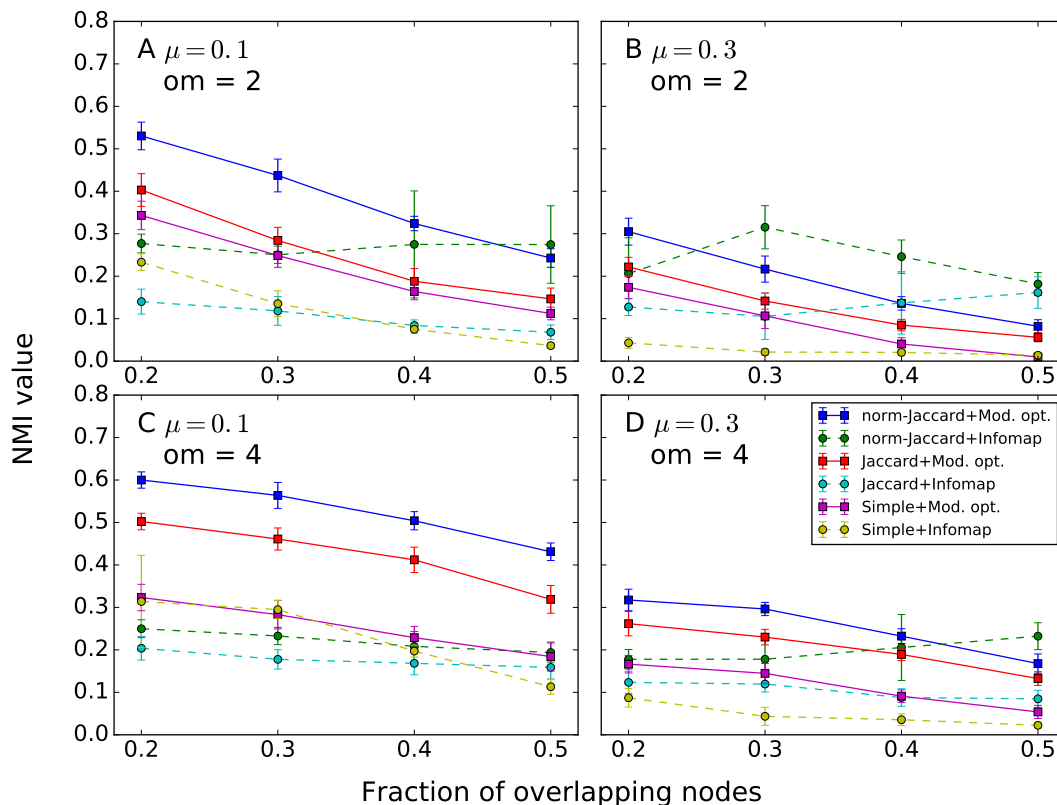 0.8
0.7
0.6
0.5
0.4
0.3
0.2
0.1
0.0
A μ = 0.1
om = 2
0.2 0.3 0.4 0.5
B μ = 0.3
om = 2
0.2 0.3 0.4 0.5
0.8
0.7
0.6
0.5
0.4
0.3
0.2
0.1
0.0
C μ = 0.1
om = 4
0.2 0.3 0.4 0.5
D μ = 0.3
om = 4
norm-Jaccard+Mod. opt.
norm-Jaccard+Infomap
Jaccard+Mod. opt.
Jaccard+Infomap
Simple+Mod. opt.
Simple+Infomap
0.2 0.3 0.4 0.5
NMI value
Fraction of overlapping nodes